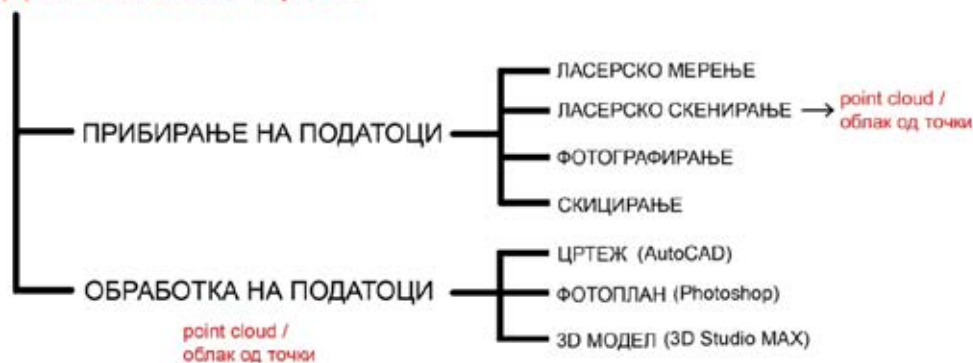 ПРИБИРАЊЕ НА ПОДАТОЦИ
ЛАСЕРСКО МЕРЕЊЕ
ЛАСЕРСКО СКЕНИРАЊЕ → point cloud /
облак од точки
ФОТОГРАФИРАЊЕ
СКИЦИРАЊЕ
ОБРАБОТКА НА ПОДАТОЦИ
point cloud /
облак од точки
ЦРТЕЖ (AutoCAD)
ФОТОПЛАН (Photoshop)
3D МОДЕЛ (3D Studio MAX)